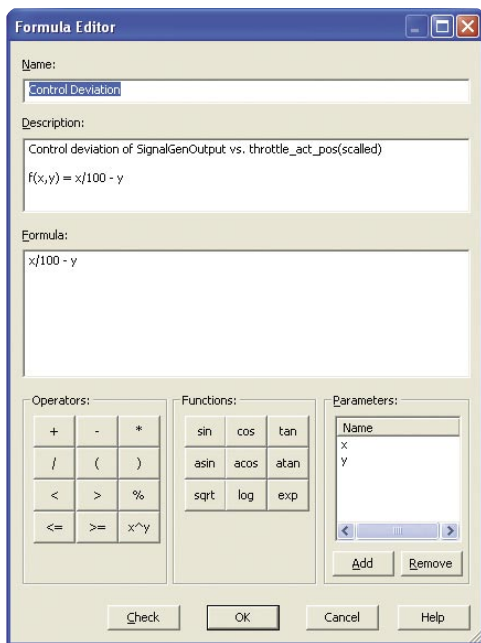 Formula Editor
Name:
Control Deviation
Description:
Control deviation of SignalGenOutput vs. throttle_act_pos(scalled)
f(x,y) = x/100 - y
Formula:
x/100 - y
Operators: Functions: Parameters:
+ - * sin cos tan Name
x
/ ( ) asin acos atan y
< > % sqrt log exp
<= >= x^y
Add Remove
Check OK Cancel Help